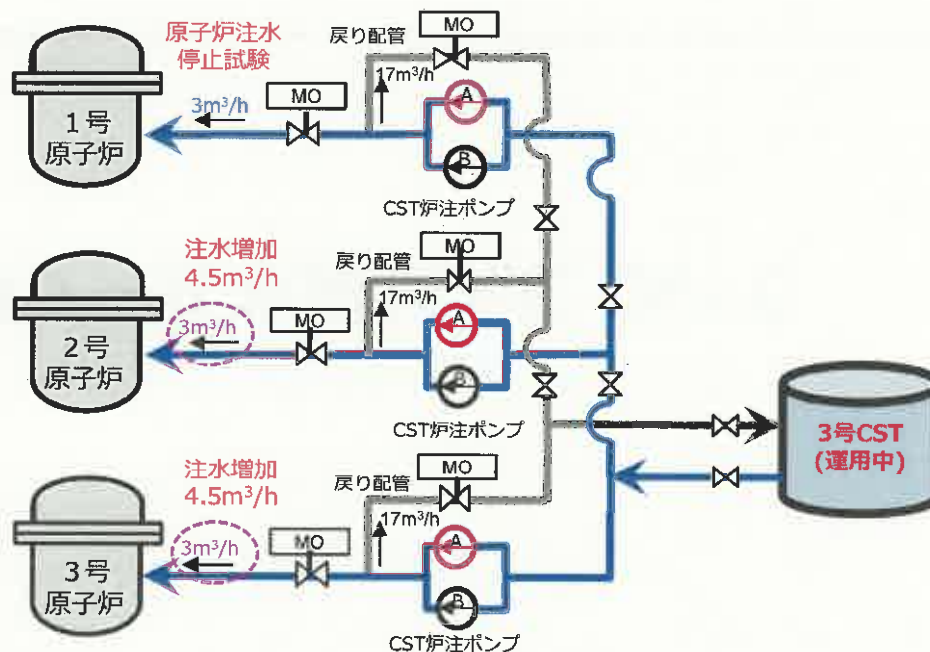 原子炉注水
停止試験
戻り配管
MO
17m³/h
A
MO
3m³/h
1号
原子炉
B
CST炉注ポンプ
注水増加
4.5m³/h
戻り配管
MO
17m³/h
A
MO
3m³/h
2号
原子炉
B
CST炉注ポンプ
3号CST
(運用中)
注水増加
4.5m³/h
戻り配管
MO
17m³/h
A
MO
3m³/h
3号
原子炉
B
CST炉注ポンプ